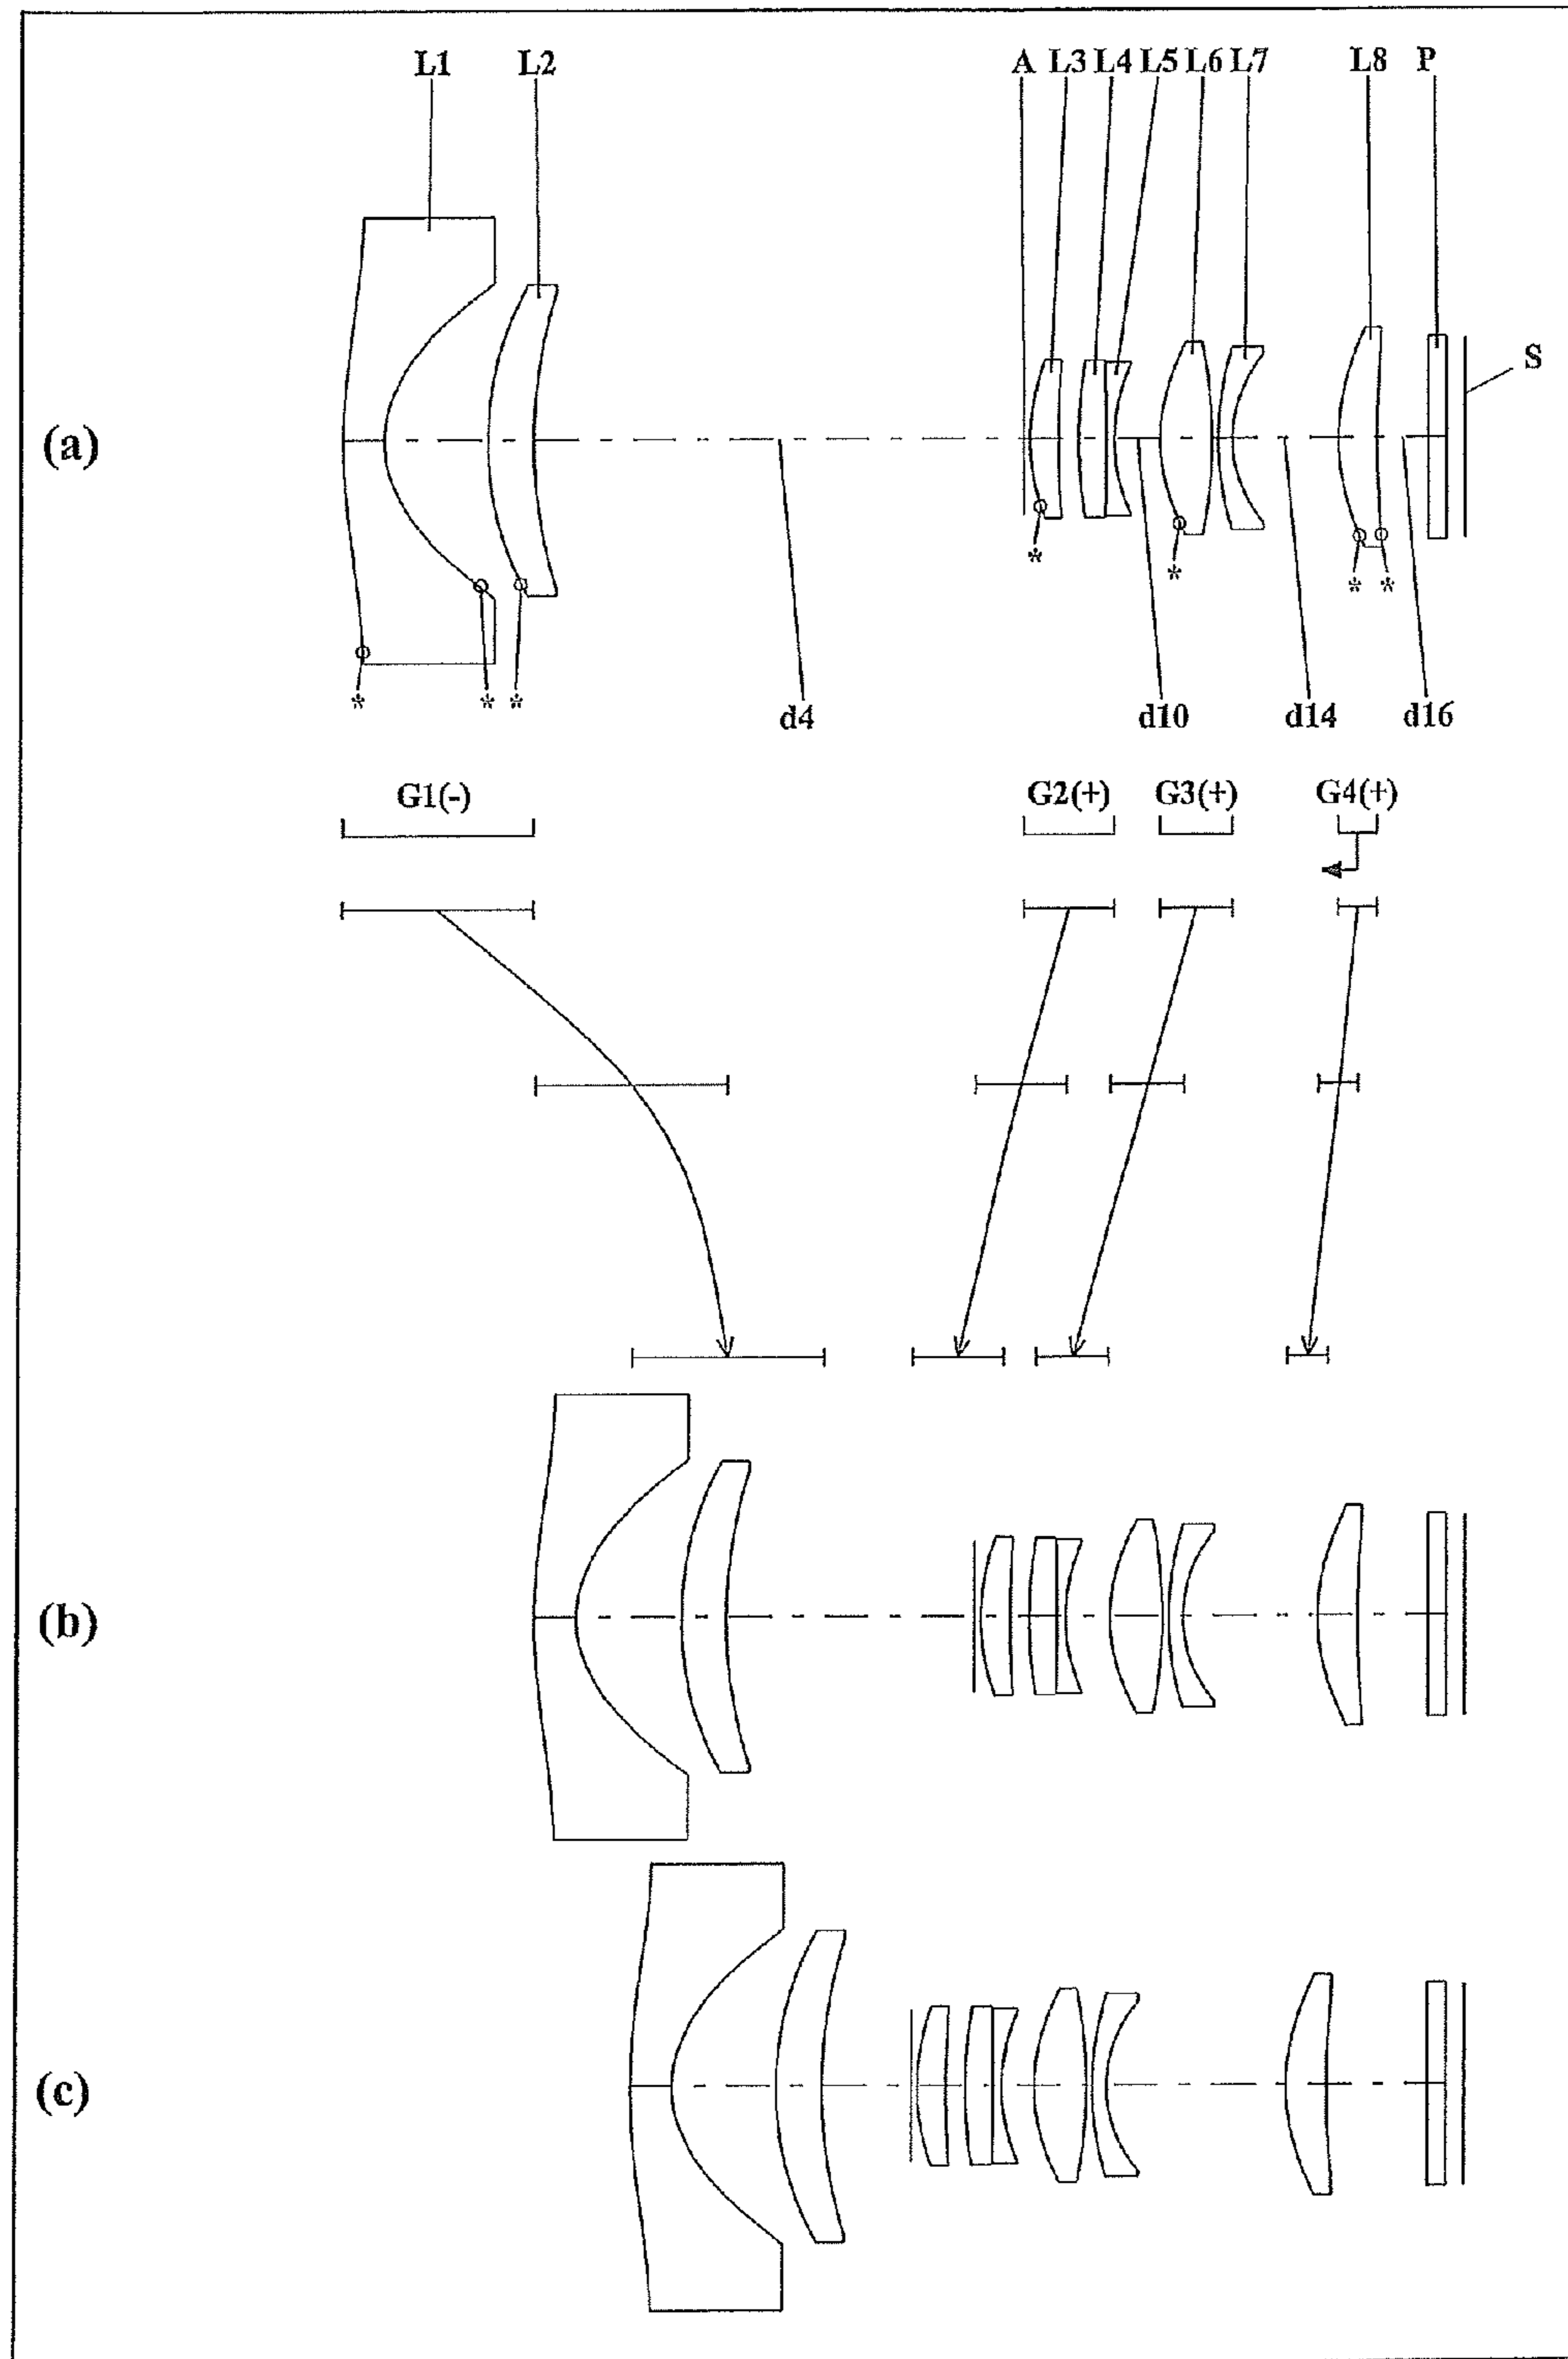 L1 L2 A L3 L4 L5 L6 L7 L8 P
S
(a)
* * * * * * *
d4 d10 d14 d16
G1(-) G2(+) G3(+) G4(+)
(b)
(c)